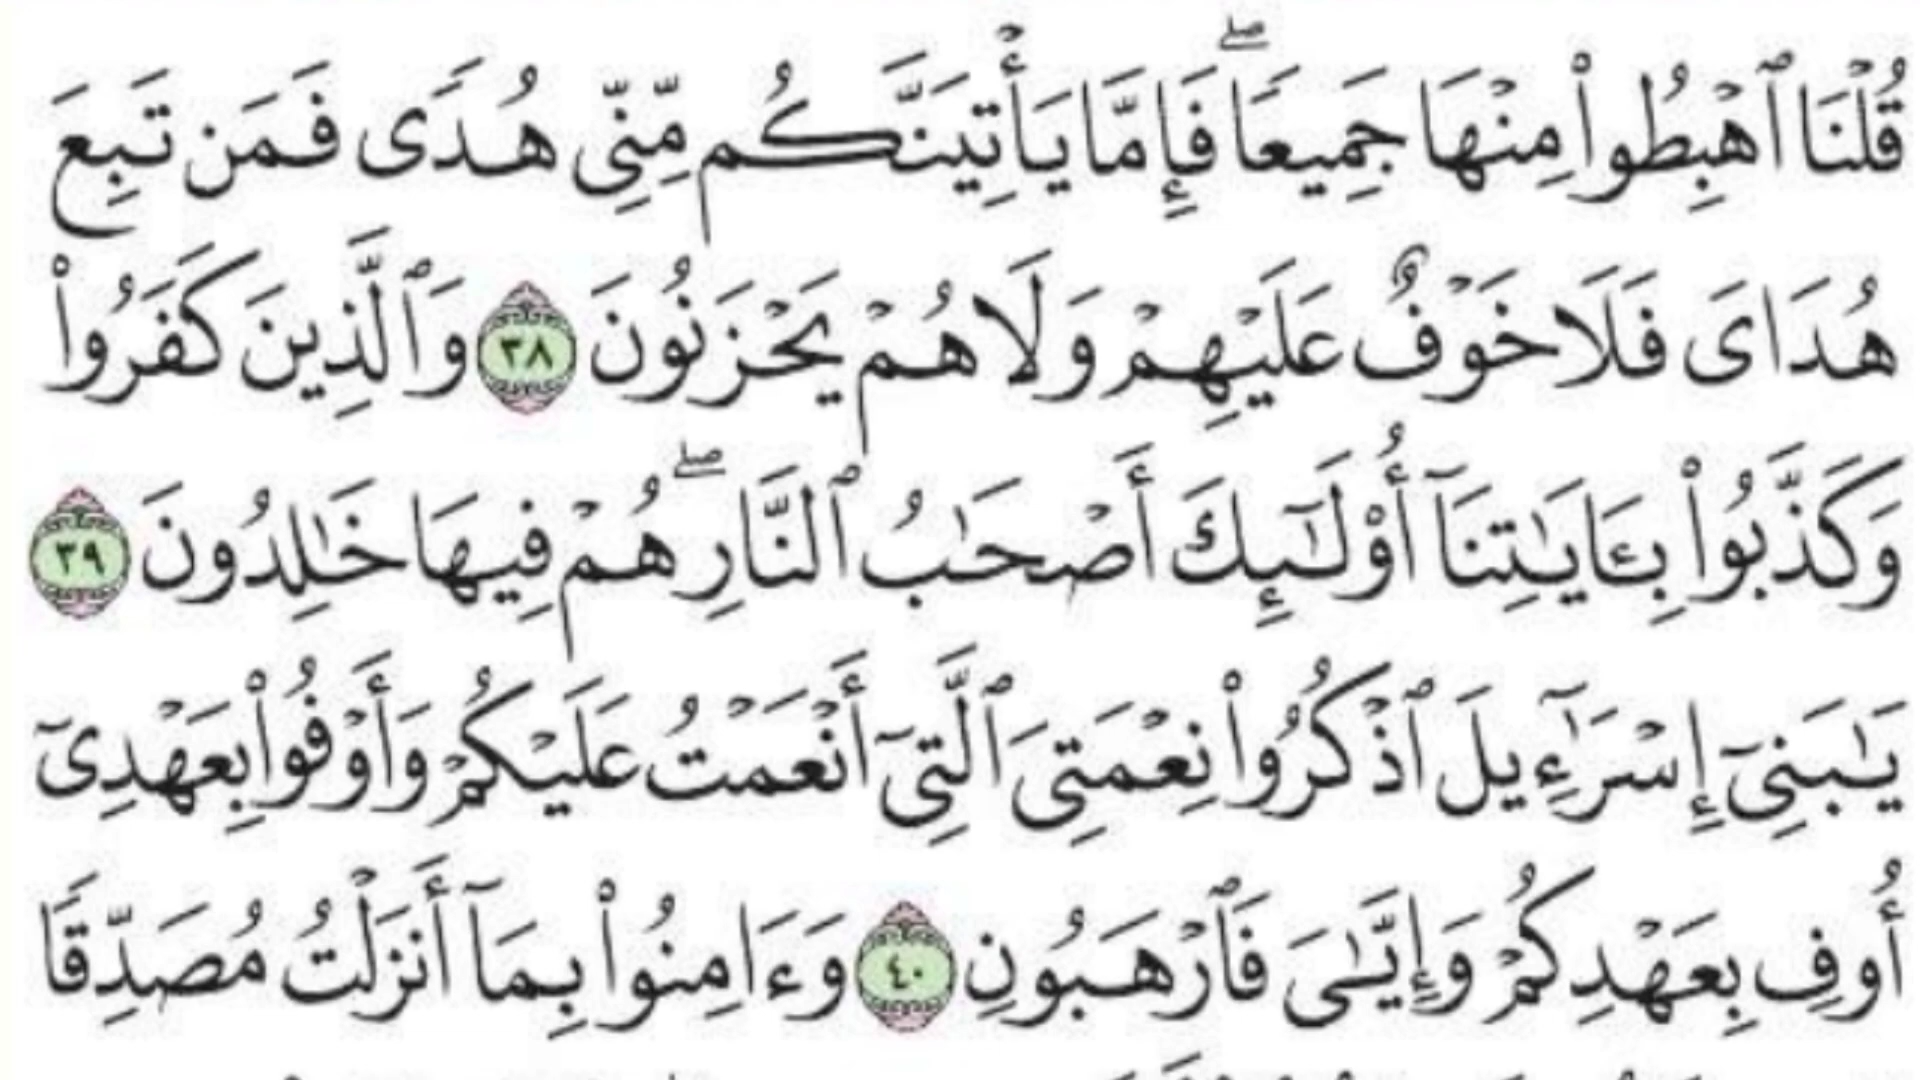 قُلْنَا ٱهْبِطُوا۟ مِنْهَا جَمِيعًا ۖ فَإِمَّا يَأْتِيَنَّكُم مِّنِّى هُدًى فَمَن تَبِعَ
هُدَاىَ فَلَا خَوْفٌ عَلَيْهِمْ وَلَا هُمْ يَحْزَنُونَ ٣٨ وَٱلَّذِينَ كَفَرُوا۟
وَكَذَّبُوا۟ بِـَٔايَـٰتِنَآ أُو۟لَـٰٓئِكَ أَصْحَـٰبُ ٱلنَّارِ ۖ هُمْ فِيهَا خَـٰلِدُونَ ٣٩
يَـٰبَنِىٓ إِسْرَٰٓءِيلَ ٱذْكُرُوا۟ نِعْمَتِىَ ٱلَّتِىٓ أَنْعَمْتُ عَلَيْكُمْ وَأَوْفُوا۟ بِعَهْدِىٓ
أُوفِ بِعَهْدِكُمْ وَإِيَّـٰىَ فَٱرْهَبُونِ ٤٠ وَءَامِنُوا۟ بِمَآ أَنزَلْتُ مُصَدِّقًا